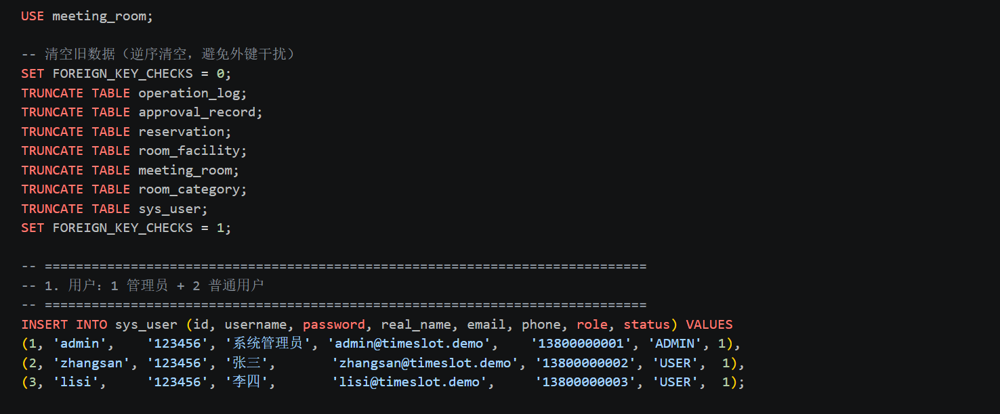 USE meeting_room;
-- 清空旧数据（逆序清空，避免外键干扰）
SET FOREIGN_KEY_CHECKS = 0;
TRUNCATE TABLE operation_log;
TRUNCATE TABLE approval_record;
TRUNCATE TABLE reservation;
TRUNCATE TABLE room_facility;
TRUNCATE TABLE meeting_room;
TRUNCATE TABLE room_category;
TRUNCATE TABLE sys_user;
SET FOREIGN_KEY_CHECKS = 1;
-- =============================================================================
-- 1. 用户：1 管理员 + 2 普通用户
-- =============================================================================
INSERT INTO sys_user (id, username, password, real_name, email, phone, role, status) VALUES
(1, 'admin',    '123456', '系统管理员', 'admin@timeslot.demo',    '13800000001', 'ADMIN', 1),
(2, 'zhangsan', '123456', '张三',       'zhangsan@timeslot.demo', '13800000002', 'USER',  1),
(3, 'lisi',     '123456', '李四',       'lisi@timeslot.demo',     '13800000003', 'USER',  1);